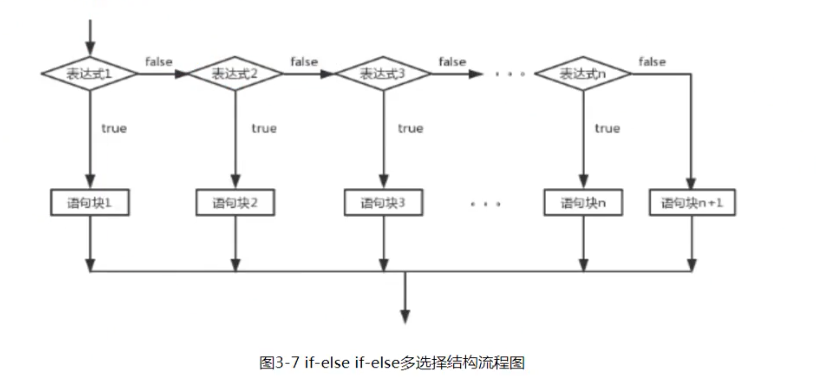 false false false false
表达式1 表达式2 表达式3 ··· 表达式n
true true true true
语句块1 语句块2 语句块3 ··· 语句块n 语句块n+1
图3-7 if-else if-else多选择结构流程图